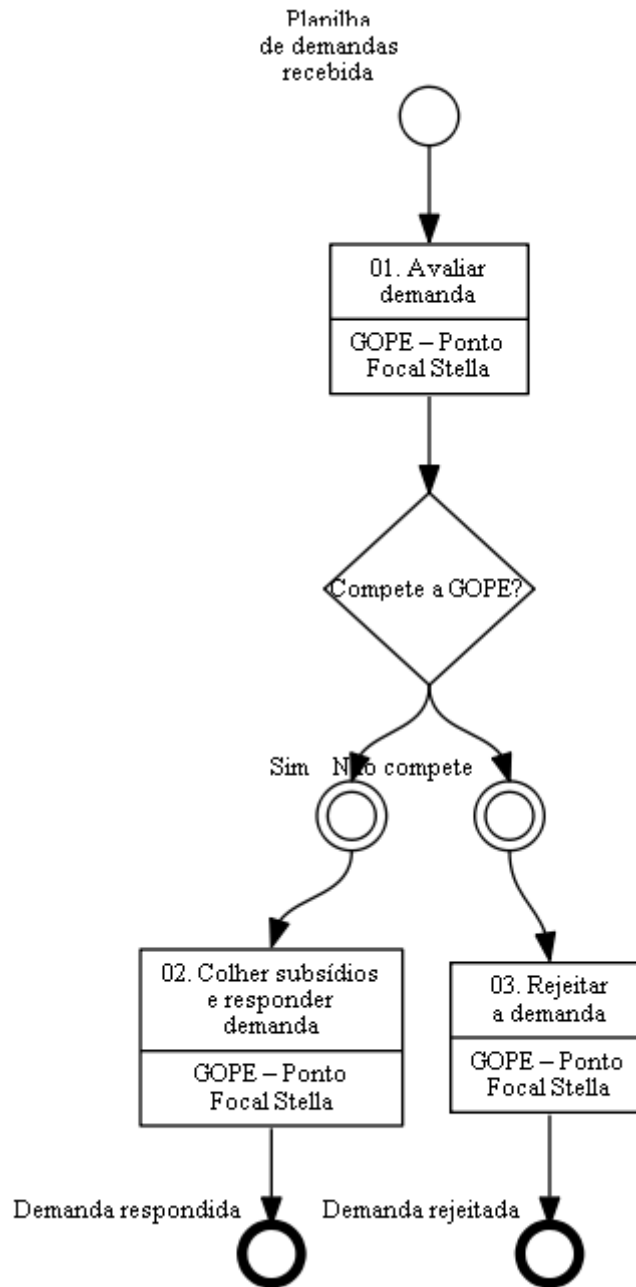 Planilha
de demandas
recebida
01. Avaliar
demanda
GOPE – Ponto
Focal Stella
Compete a GOPE?
Sim
Não compete
02. Colher subsídios
e responder
demanda
GOPE – Ponto
Focal Stella
03. Rejeitar
a demanda
GOPE – Ponto
Focal Stella
Demanda respondida
Demanda rejeitada